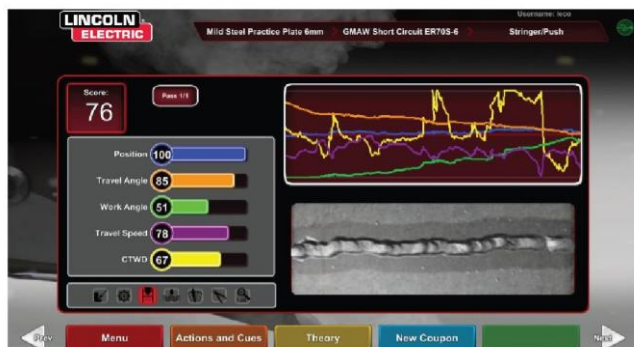 Username: leoe
LINCOLN
ELECTRIC
Mild Steel Practice Plate 6mm
GMAW Short Circuit ER70S-6
Stringer/Push
Score:
76
Pass 1/1
Position 100
Travel Angle 85
Work Angle 51
Travel Speed 78
CTWD 67
Prev
Menu
Actions and Cues
Theory
New Coupon
Next